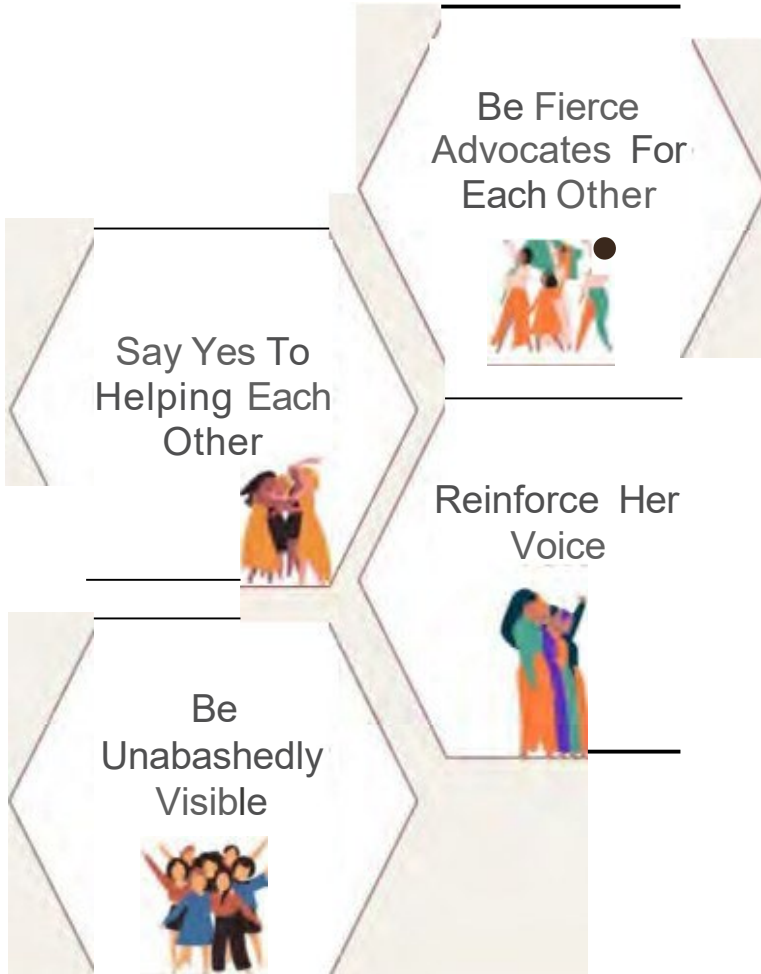 Be Fierce
Advocates For
Each Other
Say Yes To
Helping Each
Other
Reinforce Her
Voice
Be
Unabashedly
Visible